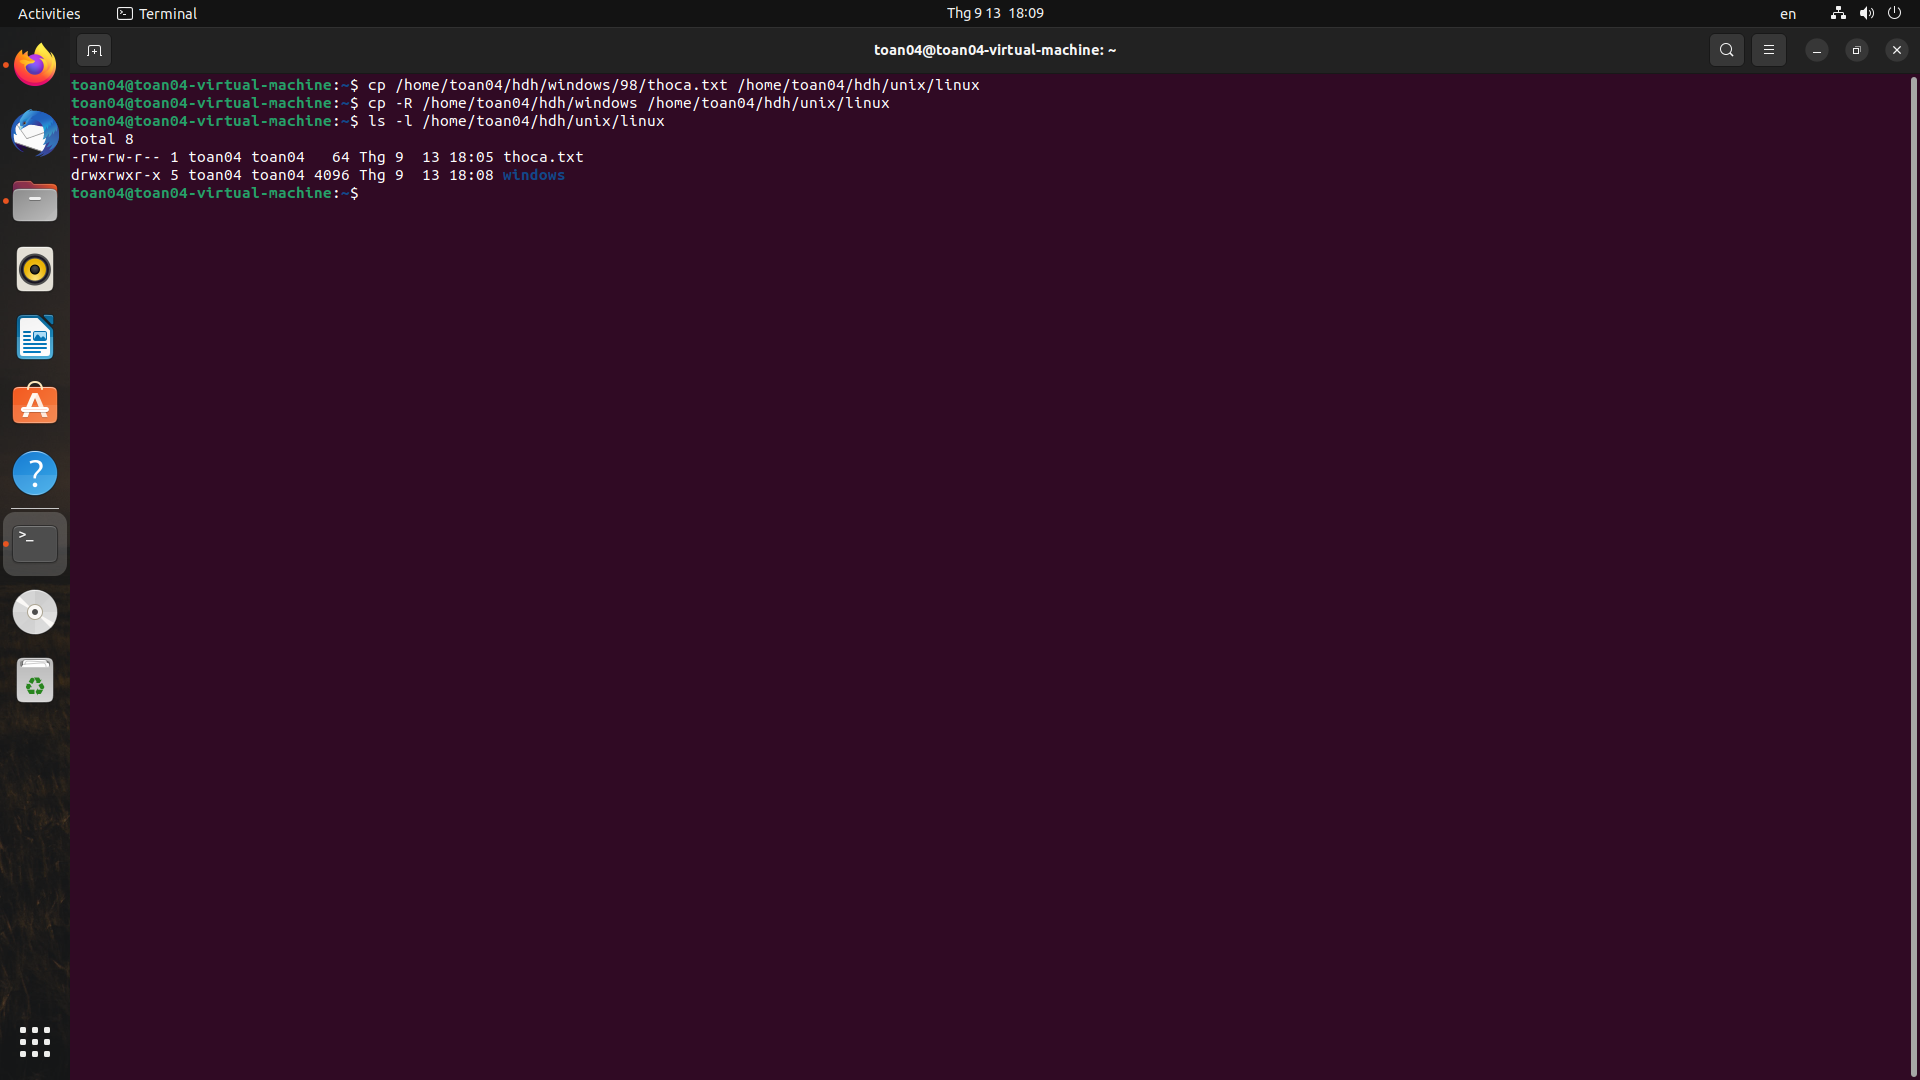 Activities Terminal Thg 9 13 18:09 en
toan04@toan04-virtual-machine: ~
toan04@toan04-virtual-machine:~$ cp /home/toan04/hdh/windows/98/thoca.txt /home/toan04/hdh/unix/linux
toan04@toan04-virtual-machine:~$ cp -R /home/toan04/hdh/windows /home/toan04/hdh/unix/linux
toan04@toan04-virtual-machine:~$ ls -l /home/toan04/hdh/unix/linux
total 8
-rw-rw-r-- 1 toan04 toan04   64 Thg 9  13 18:05 thoca.txt
drwxrwxr-x 5 toan04 toan04 4096 Thg 9  13 18:08 windows
toan04@toan04-virtual-machine:~$